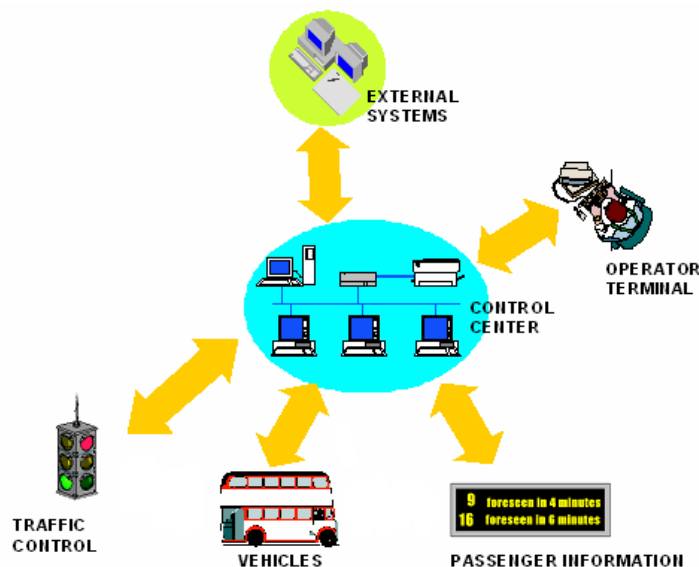 EXTERNAL
SYSTEMS
OPERATOR
TERMINAL
CONTROL
CENTER
TRAFFIC
CONTROL
VEHICLES
9 foreseen in 4 minutes
16 foreseen in 6 minutes
PASSENGER INFORMATION